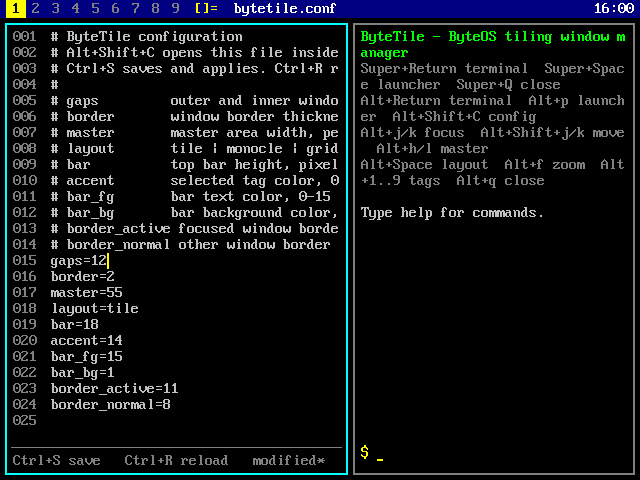 1 2 3 4 5 6 7 8 9 []= bytetile.conf 16:00
001 # ByteTile configuration
002 # Alt+Shift+C opens this file inside
003 # Ctrl+S saves and applies. Ctrl+R r
004 #
005 # gaps         outer and inner windo
006 # border       window border thickne
007 # master       master area width, pe
008 # layout       tile ¦ monocle ¦ grid
009 # bar          top bar height, pixel
010 # accent       selected tag color, 0
011 # bar_fg       bar text color, 0-15
012 # bar_bg       bar background color,
013 # border_active focused window borde
014 # border_normal other window border
015 gaps=12
016 border=2
017 master=55
018 layout=tile
019 bar=18
020 accent=14
021 bar_fg=15
022 bar_bg=1
023 border_active=11
024 border_normal=8
025
Ctrl+S save   Ctrl+R reload   modified*
ByteTile - ByteOS tiling window m
anager
Super+Return terminal  Super+Spac
e launcher  Super+Q close
Alt+Return terminal  Alt+p launch
er  Alt+Shift+C config
Alt+j/k focus  Alt+Shift+j/k move
  Alt+h/l master
Alt+Space layout  Alt+f zoom  Alt
+1..9 tags  Alt+q close
Type help for commands.
$ _